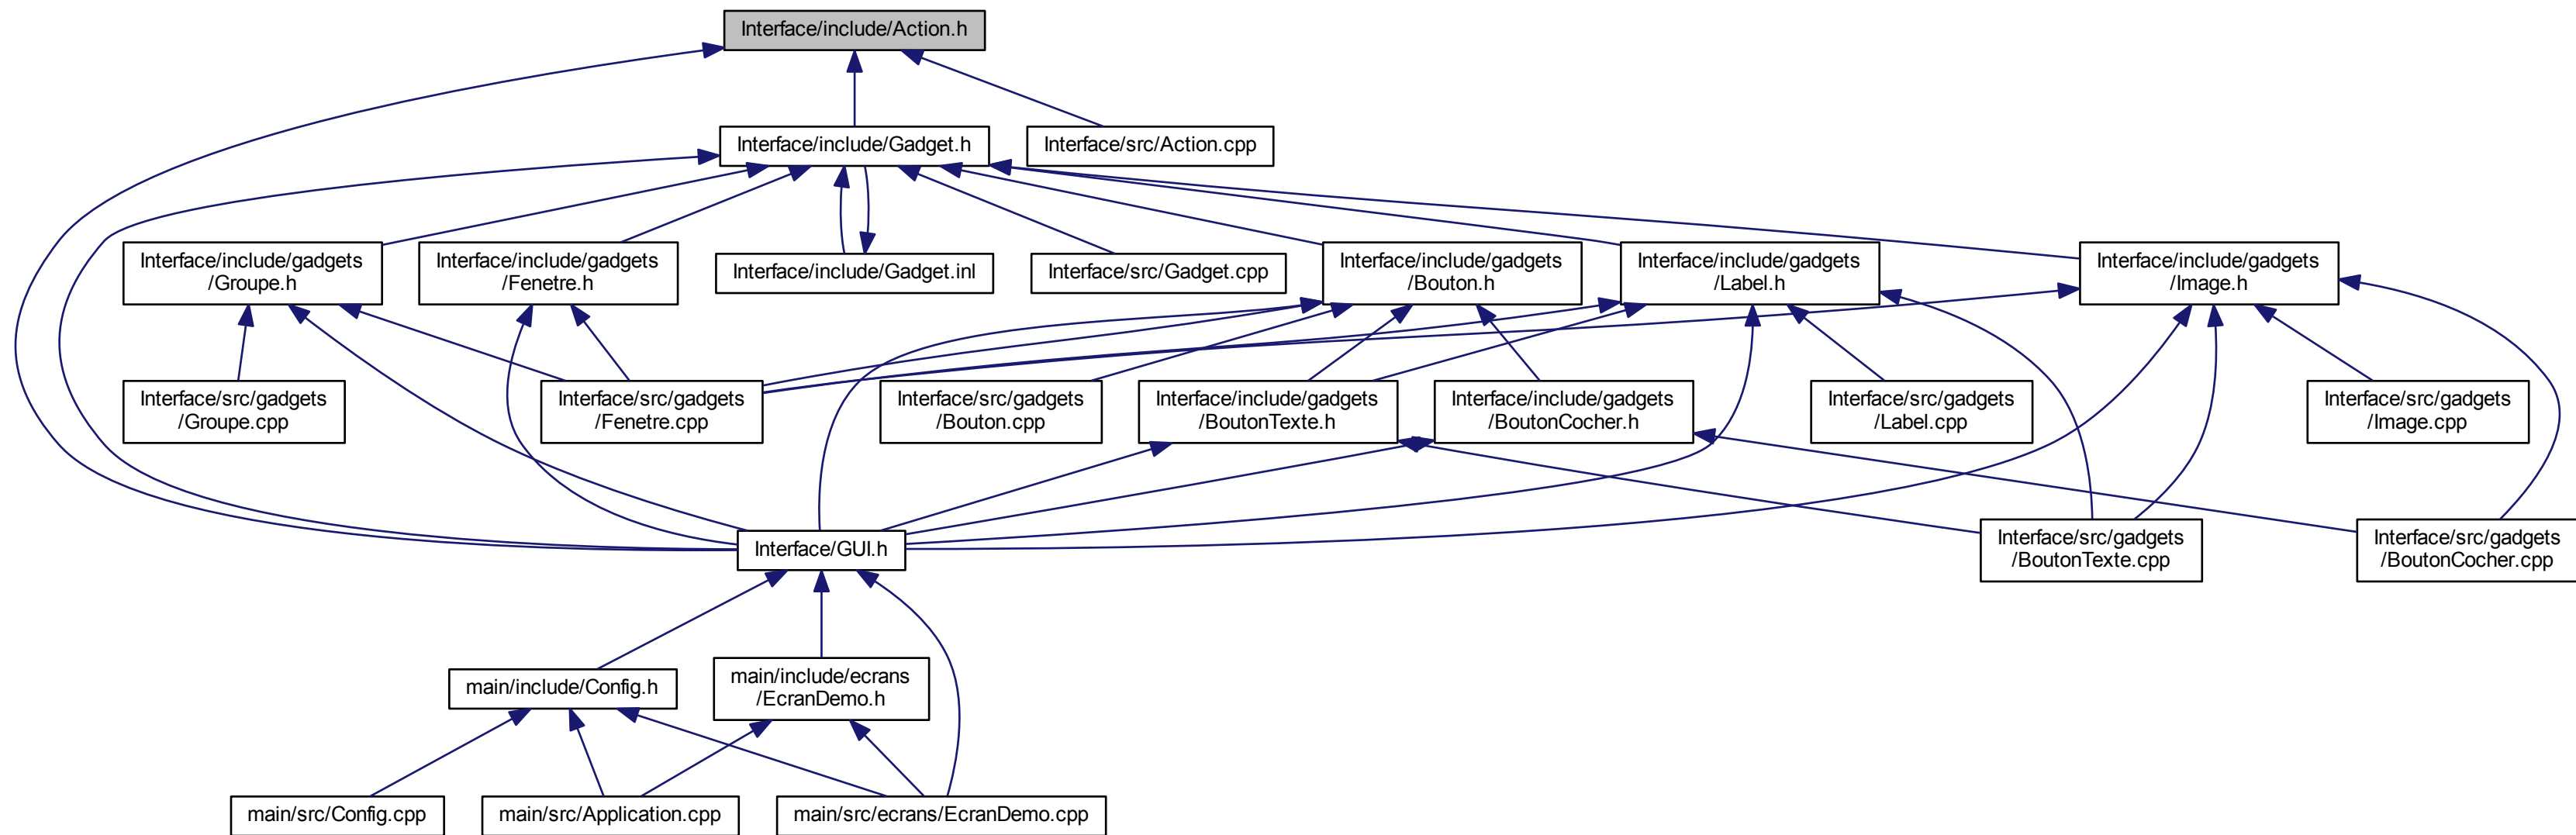 Interface/include/Action.h
Interface/include/Gadget.h
Interface/src/Action.cpp
Interface/include/gadgets
/Groupe.h
Interface/include/gadgets
/Fenetre.h
Interface/include/Gadget.inl
Interface/src/Gadget.cpp
Interface/include/gadgets
/Bouton.h
Interface/include/gadgets
/Label.h
Interface/include/gadgets
/Image.h
Interface/src/gadgets
/Groupe.cpp
Interface/src/gadgets
/Fenetre.cpp
Interface/src/gadgets
/Bouton.cpp
Interface/include/gadgets
/BoutonTexte.h
Interface/include/gadgets
/BoutonCocher.h
Interface/src/gadgets
/Label.cpp
Interface/src/gadgets
/Image.cpp
Interface/GUI.h
Interface/src/gadgets
/BoutonTexte.cpp
Interface/src/gadgets
/BoutonCocher.cpp
main/include/Config.h
main/include/ecrans
/EcranDemo.h
main/src/Config.cpp
main/src/Application.cpp
main/src/ecrans/EcranDemo.cpp